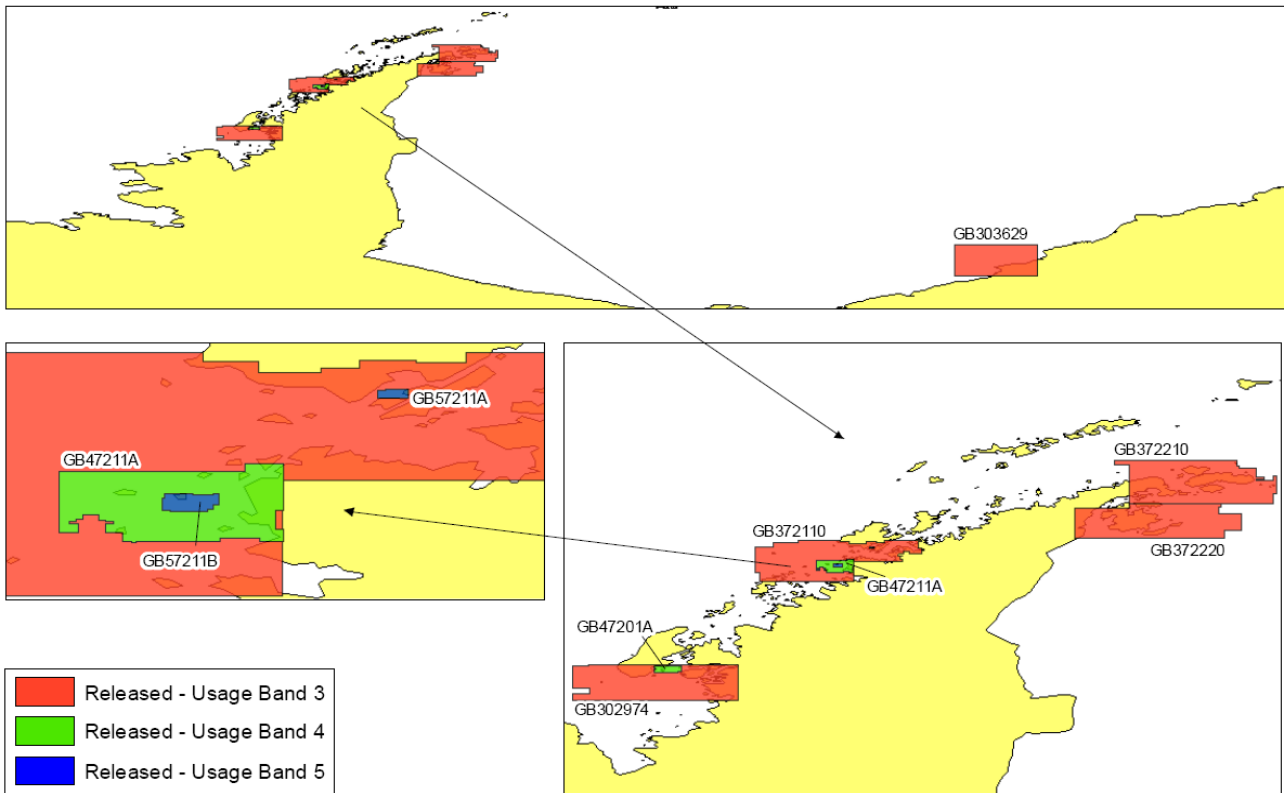 GB303629
GB57211A
GB47211A
GB57211B
GB372210
GB372110
GB372220
GB47211A
GB47201A
GB302974
Released - Usage Band 3
Released - Usage Band 4
Released - Usage Band 5